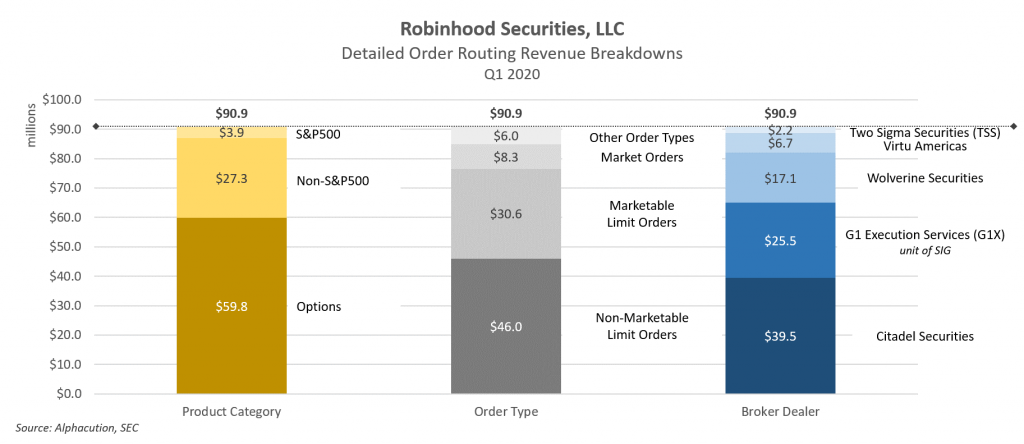 Robinhood Securities, LLC
Detailed Order Routing Revenue Breakdowns
Q1 2020
millions
$100.0
$90.0
$80.0
$70.0
$60.0
$50.0
$40.0
$30.0
$20.0
$10.0
$0.0
$90.9
$3.9
S&P500
$27.3
Non-S&P500
$59.8
Options
$90.9
$6.0
Other Order Types
$8.3
Market Orders
$30.6
Marketable
Limit Orders
$46.0
Non-Marketable
Limit Orders
$90.9
$2.2
Two Sigma Securities (TSS)
$6.7
Virtu Americas
$17.1
Wolverine Securities
$25.5
G1 Execution Services (G1X)
unit of SIG
$39.5
Citadel Securities
Product Category
Order Type
Broker Dealer
Source: Alphacution, SEC